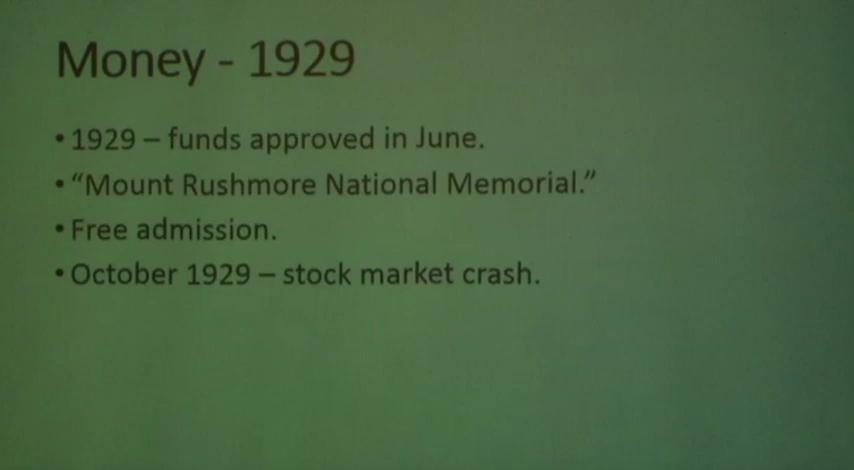 Money - 1929
• 1929 – funds approved in June.
• “Mount Rushmore National Memorial.”
• Free admission.
• October 1929 – stock market crash.